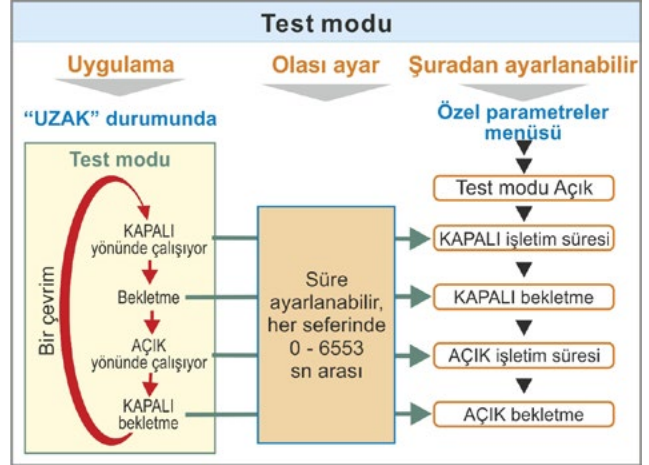 Test modu
Uygulama
Olası ayar
Şuradan ayarlanabilir
“UZAK” durumunda
Özel parametreler
menüsü
Test modu
Bir çevrim
KAPALI
yönünde çalışıyor
Bekletme
AÇIK
yönünde çalışıyor
KAPALI
bekletme
Süre
ayarlanabilir,
her seferinde
0 - 6553
sn arası
Test modu Açık
KAPALI işletim süresi
KAPALI bekletme
AÇIK işletim süresi
AÇIK bekletme